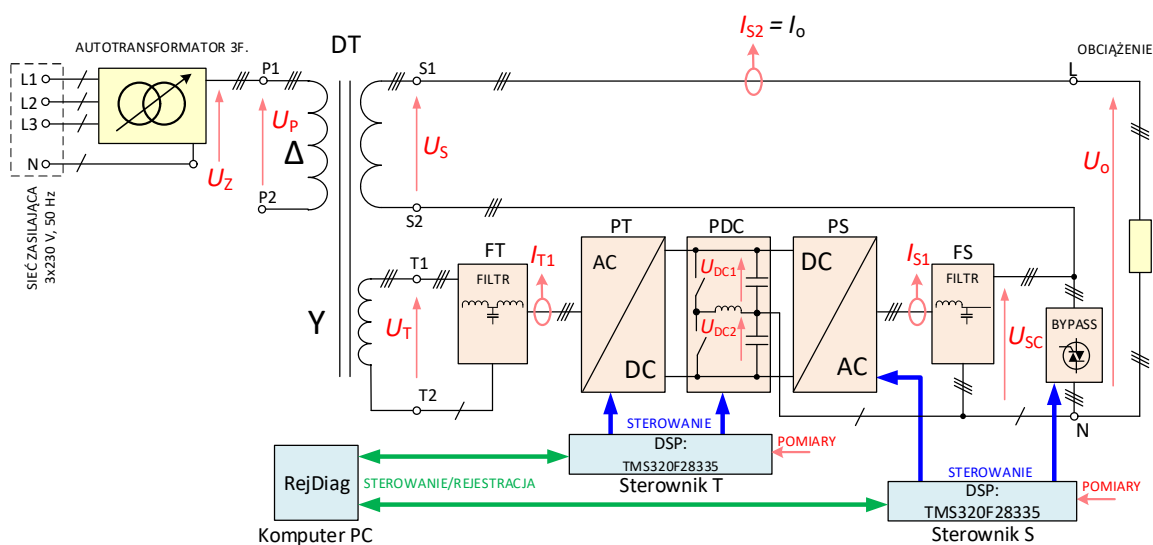 I_S2 = I_o
AUTOTRANSFORMATOR 3F.
DT
OBCIĄŻENIE
L1
L2
L3
N
P1
S1
L
U_P
U_Z
Δ
U_S
U_o
P2
S2
SIEĆ ZASILAJĄCA
3x230 V, 50 Hz
FT
PT
PDC
PS
FS
T1
FILTR
I_T1
AC
DC
U_DC1
DC
AC
I_S1
FILTR
Y
U_T
U_DC2
U_SC
BYPASS
T2
N
STEROWANIE
DSP:
TMS320F28335
POMIARY
Sterownik T
RejDiag
STEROWANIE/REJESTRACJA
Komputer PC
STEROWANIE
DSP:
TMS320F28335
POMIARY
Sterownik S